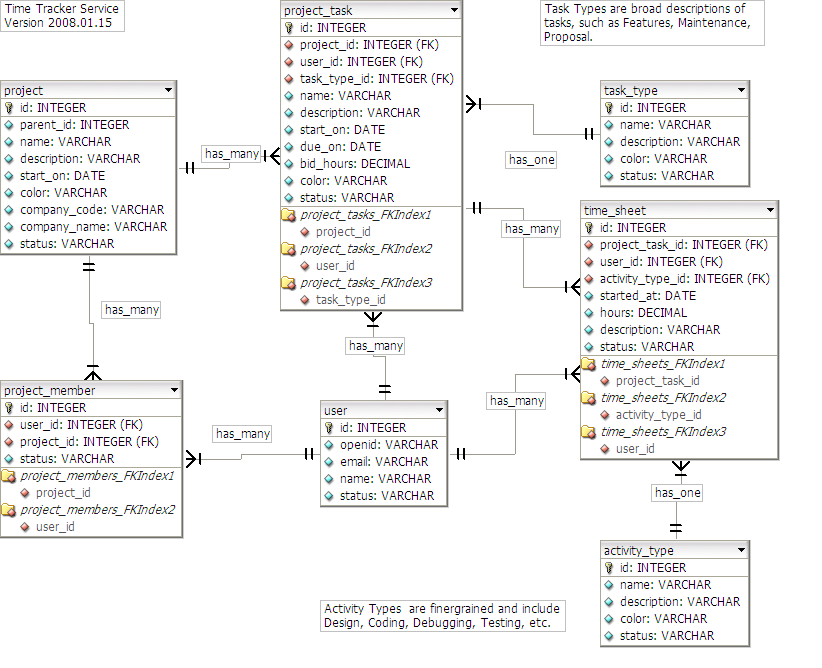 Time Tracker Service
Version 2008.01.15
project_task
id: INTEGER
project_id: INTEGER (FK)
user_id: INTEGER (FK)
task_type_id: INTEGER (FK)
name: VARCHAR
description: VARCHAR
start_on: DATE
due_on: DATE
bid_hours: DECIMAL
color: VARCHAR
status: VARCHAR
project_tasks_FKIndex1
project_id
project_tasks_FKIndex2
user_id
project_tasks_FKIndex3
task_type_id
Task Types are broad descriptions of
tasks, such as Features, Maintenance,
Proposal.
project
id: INTEGER
parent_id: INTEGER
name: VARCHAR
description: VARCHAR
start_on: DATE
color: VARCHAR
company_code: VARCHAR
company_name: VARCHAR
status: VARCHAR
has_many
has_one
task_type
id: INTEGER
name: VARCHAR
description: VARCHAR
color: VARCHAR
status: VARCHAR
has_many
time_sheet
id: INTEGER
project_task_id: INTEGER (FK)
user_id: INTEGER (FK)
activity_type_id: INTEGER (FK)
started_at: DATE
hours: DECIMAL
description: VARCHAR
status: VARCHAR
time_sheets_FKIndex1
project_task_id
time_sheets_FKIndex2
activity_type_id
time_sheets_FKIndex3
user_id
has_many
has_many
project_member
id: INTEGER
user_id: INTEGER (FK)
project_id: INTEGER (FK)
status: VARCHAR
project_members_FKIndex1
project_id
project_members_FKIndex2
user_id
has_many
user
id: INTEGER
openid: VARCHAR
email: VARCHAR
name: VARCHAR
status: VARCHAR
has_many
has_one
activity_type
id: INTEGER
name: VARCHAR
description: VARCHAR
color: VARCHAR
status: VARCHAR
Activity Types are finergrained and include
Design, Coding, Debugging, Testing, etc.